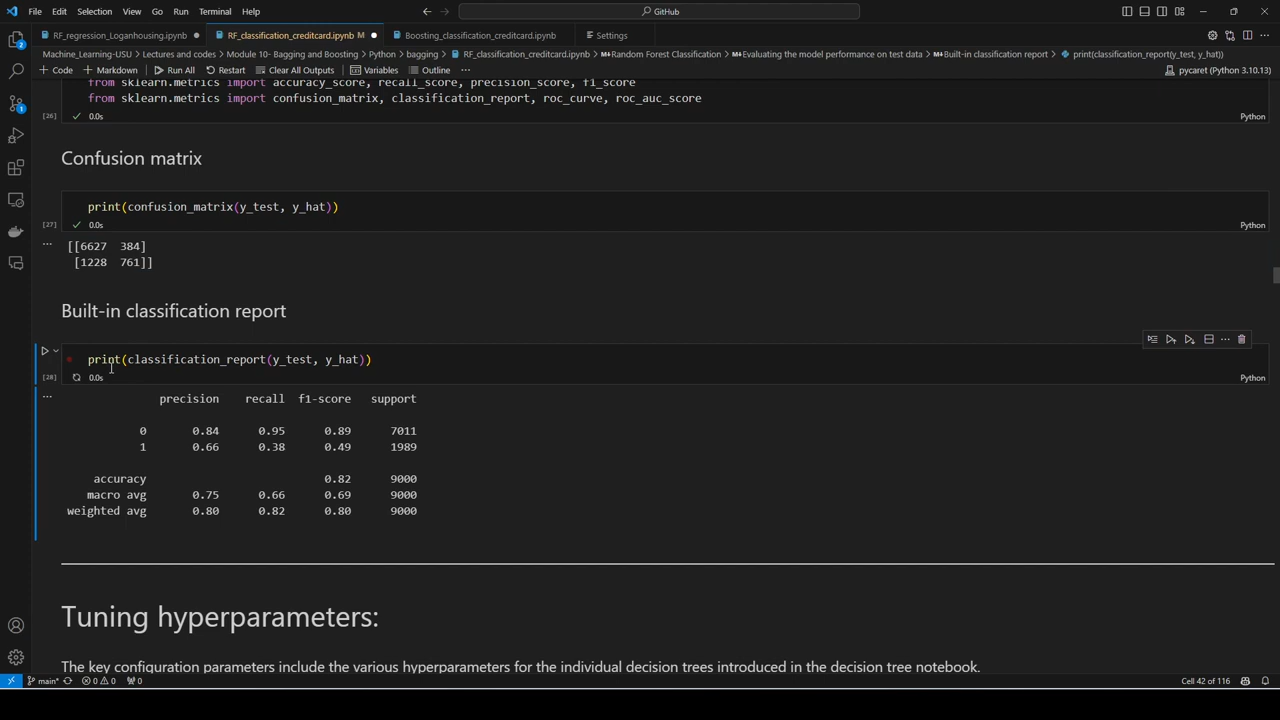 File Edit Selection View Go Run Terminal Help
GitHub
RF_regression_Loganhousing.ipynb RF_classification_creditcard.ipynb Boosting_classification_creditcard.ipynb Settings
Machine_Learning-USU > Lectures and codes > Module 10- Bagging and Boosting > Python > bagging > RF_classification_creditcard.ipynb > Random Forest Classification > Evaluating the model performance on test data > Built-in classification report > print(classification_report(y_test, y_hat))
+ Code + Markdown Run All Restart Clear All Outputs Variables Outline ... pycaret (Python 3.10.13)
from sklearn.metrics import accuracy_score, recall_score, precision_score, f1_score
from sklearn.metrics import confusion_matrix, classification_report, roc_curve, roc_auc_score
[26] 0.0s Python
Confusion matrix
print(confusion_matrix(y_test, y_hat))
[27] 0.0s Python
... [[6627 384]
[1228 761]]
Built-in classification report
print(classification_report(y_test, y_hat))
[28] 0.0s Python
... precision recall f1-score support
0 0.84 0.95 0.89 7011
1 0.66 0.38 0.49 1989
accuracy 0.82 9000
macro avg 0.75 0.66 0.69 9000
weighted avg 0.80 0.82 0.80 9000
Tuning hyperparameters:
The key configuration parameters include the various hyperparameters for the individual decision trees introduced in the decision tree notebook.
main* 0 0 0 Cell 42 of 116